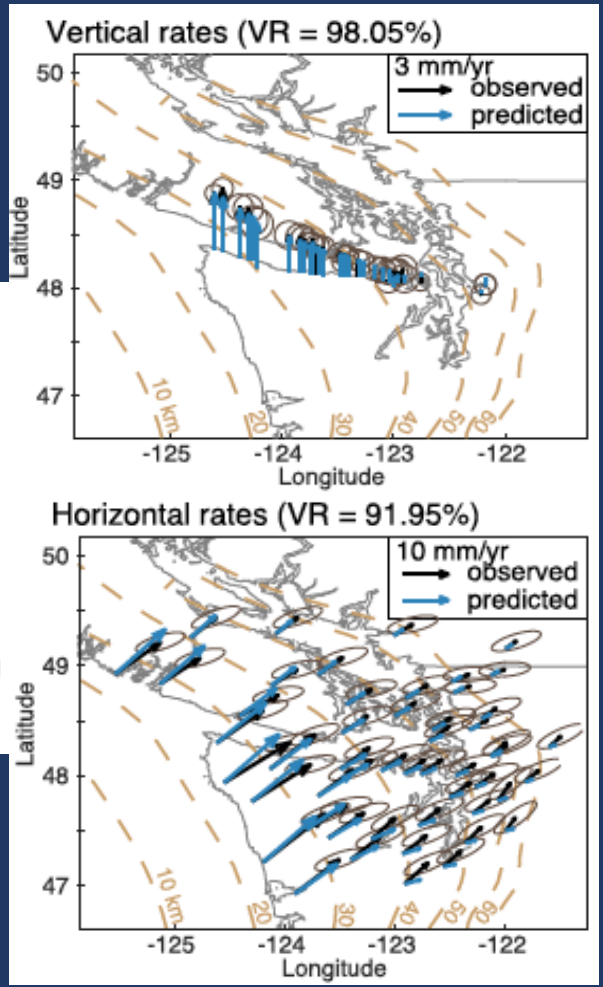 Vertical rates (VR = 98.05%)
3 mm/yr
observed
predicted
50
49
48
47
Latitude
10 km
20
30
40
50
60
-125
-124
-123
-122
Longitude
Horizontal rates (VR = 91.95%)
10 mm/yr
observed
predicted
50
49
48
47
Latitude
10 km
20
30
40
50
60
-125
-124
-123
-122
Longitude